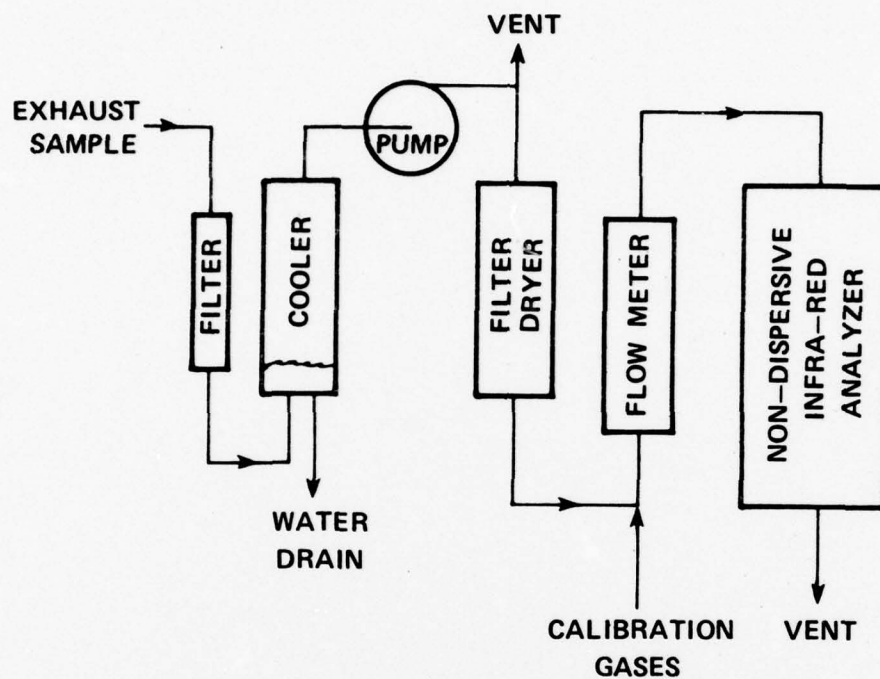 VENT
EXHAUST
SAMPLE
PUMP
FILTER
COOLER
FILTER
DRYER
FLOW METER
NON–DISPERSIVE
INFRA–RED
ANALYZER
WATER
DRAIN
CALIBRATION
GASES
VENT